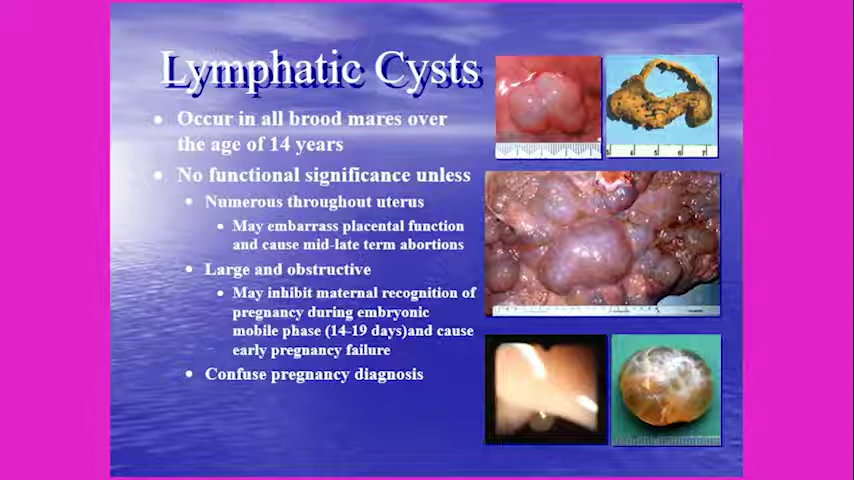 Lymphatic Cysts
Occur in all brood mares over
the age of 14 years
No functional significance unless
Numerous throughout uterus
May embarrass placental function
and cause mid-late term abortions
Large and obstructive
May inhibit maternal recognition of
pregnancy during embryonic
mobile phase (14-19 days)and cause
early pregnancy failure
Confuse pregnancy diagnosis